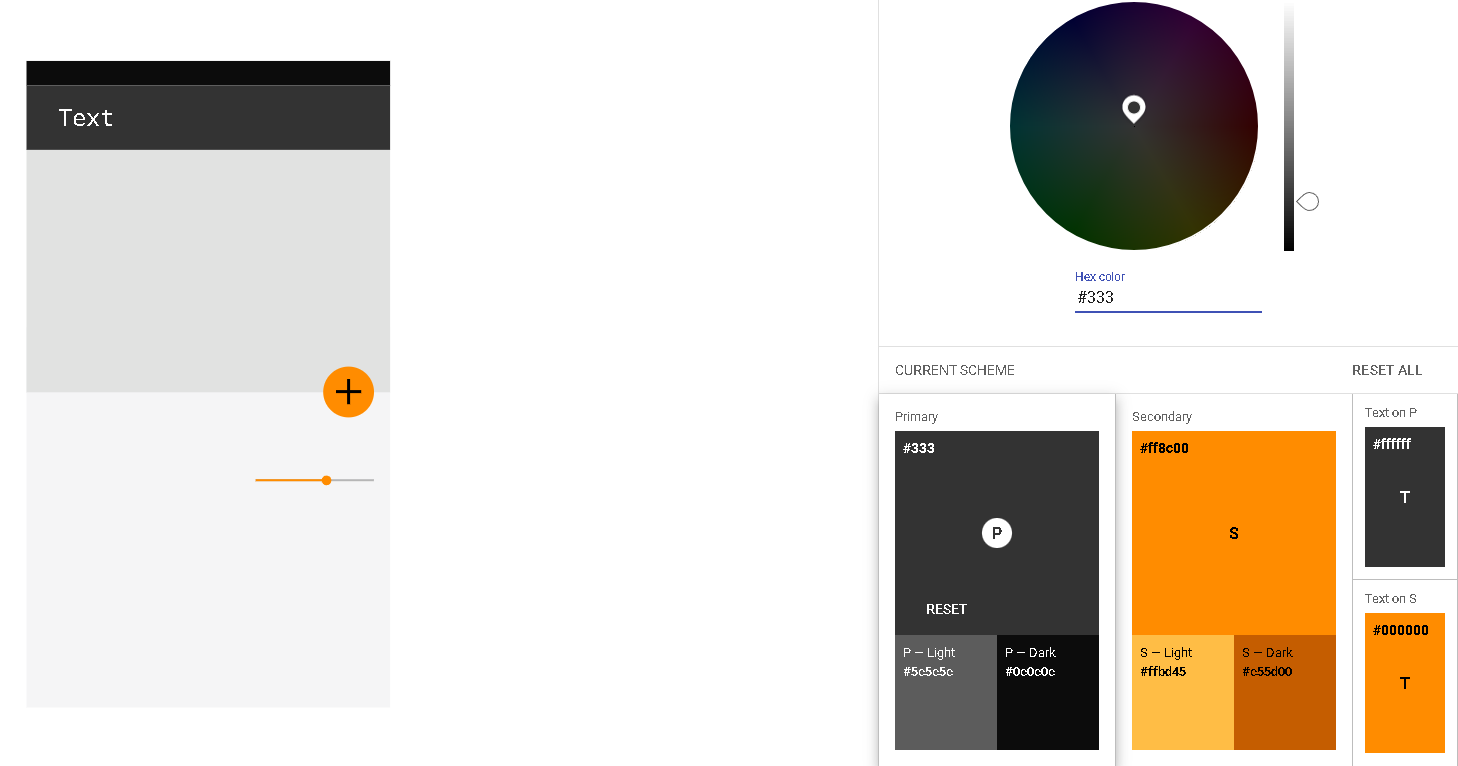 Text
Hex color
#333
CURRENT SCHEME
RESET ALL
Primary
#333
P
RESET
P — Light
#5c5c5c
P — Dark
#0c0c0c
Secondary
#ff8c00
S
S — Light
#ffbd45
S — Dark
#c55d00
Text on P
#ffffff
T
Text on S
#000000
T